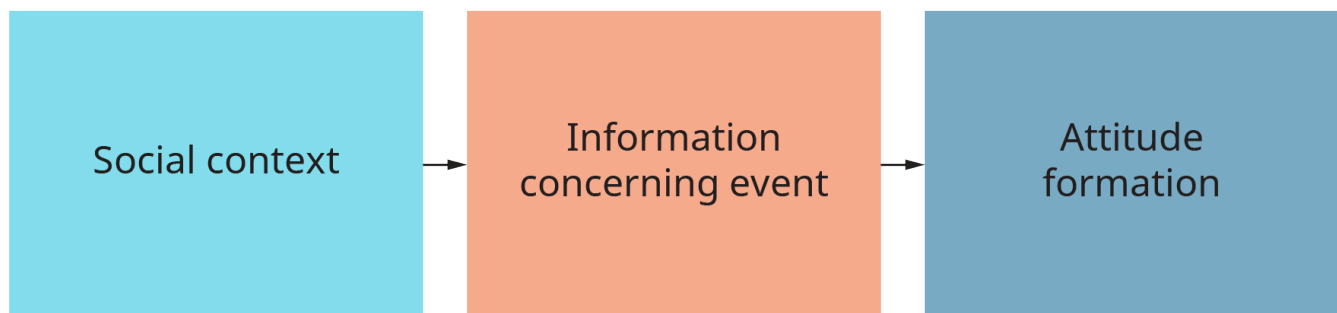 Social context
Information
concerning event
Attitude
formation